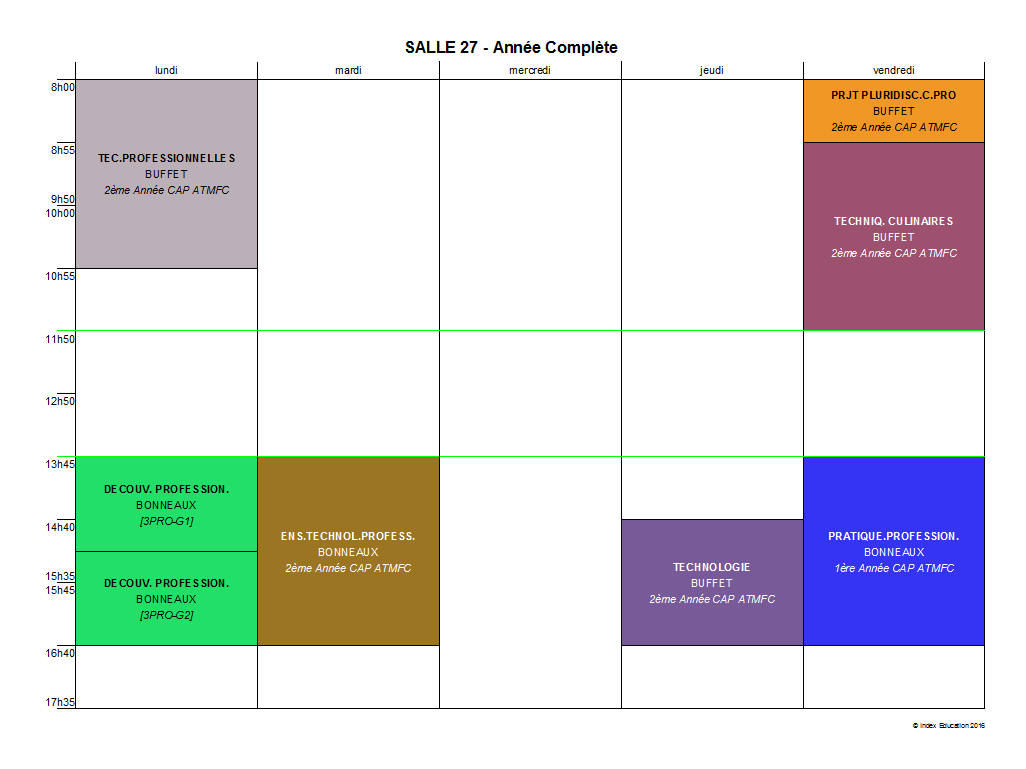 SALLE 27 - Année Complète
lundi
mardi
mercredi
jeudi
vendredi
8h00
8h55
9h50
10h00
10h55
11h50
12h50
13h45
14h40
15h35
15h45
16h40
17h35
TEC.PROFESSIONNELLES
BUFFET
2ème Année CAP ATMFC
DECOUV. PROFESSION.
BONNEAUX
[3PRO-G1]
DECOUV. PROFESSION.
BONNEAUX
[3PRO-G2]
ENS.TECHNOL.PROFESS.
BONNEAUX
2ème Année CAP ATMFC
TECHNOLOGIE
BUFFET
2ème Année CAP ATMFC
PRJT PLURIDISC.C.PRO
BUFFET
2ème Année CAP ATMFC
TECHNIQ. CULINAIRES
BUFFET
2ème Année CAP ATMFC
PRATIQUE.PROFESSION.
BONNEAUX
1ère Année CAP ATMFC
© Index Education 2016